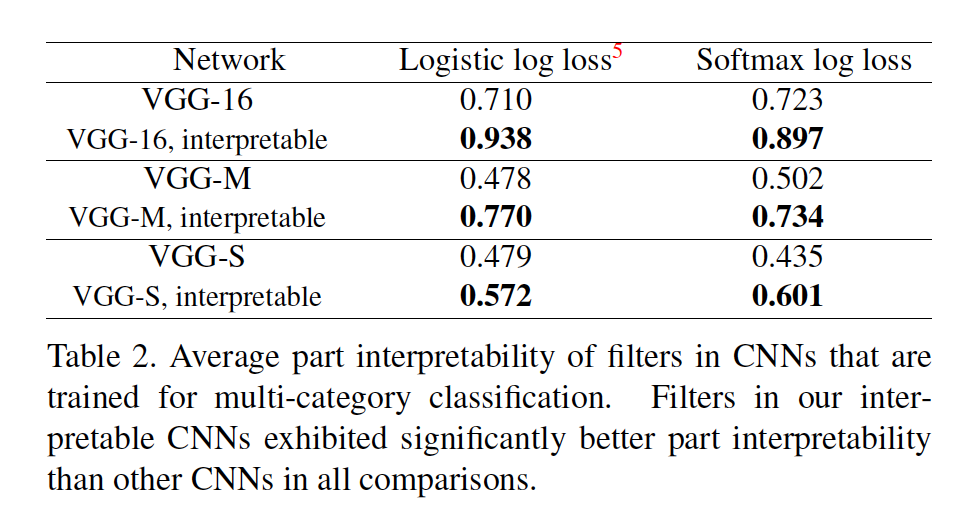 Network Logistic log loss5 Softmax log loss
VGG-16 0.710 0.723
VGG-16, interpretable 0.938 0.897
VGG-M 0.478 0.502
VGG-M, interpretable 0.770 0.734
VGG-S 0.479 0.435
VGG-S, interpretable 0.572 0.601
Table 2. Average part interpretability of filters in CNNs that are
trained for multi-category classification. Filters in our inter-
pretable CNNs exhibited significantly better part interpretability
than other CNNs in all comparisons.